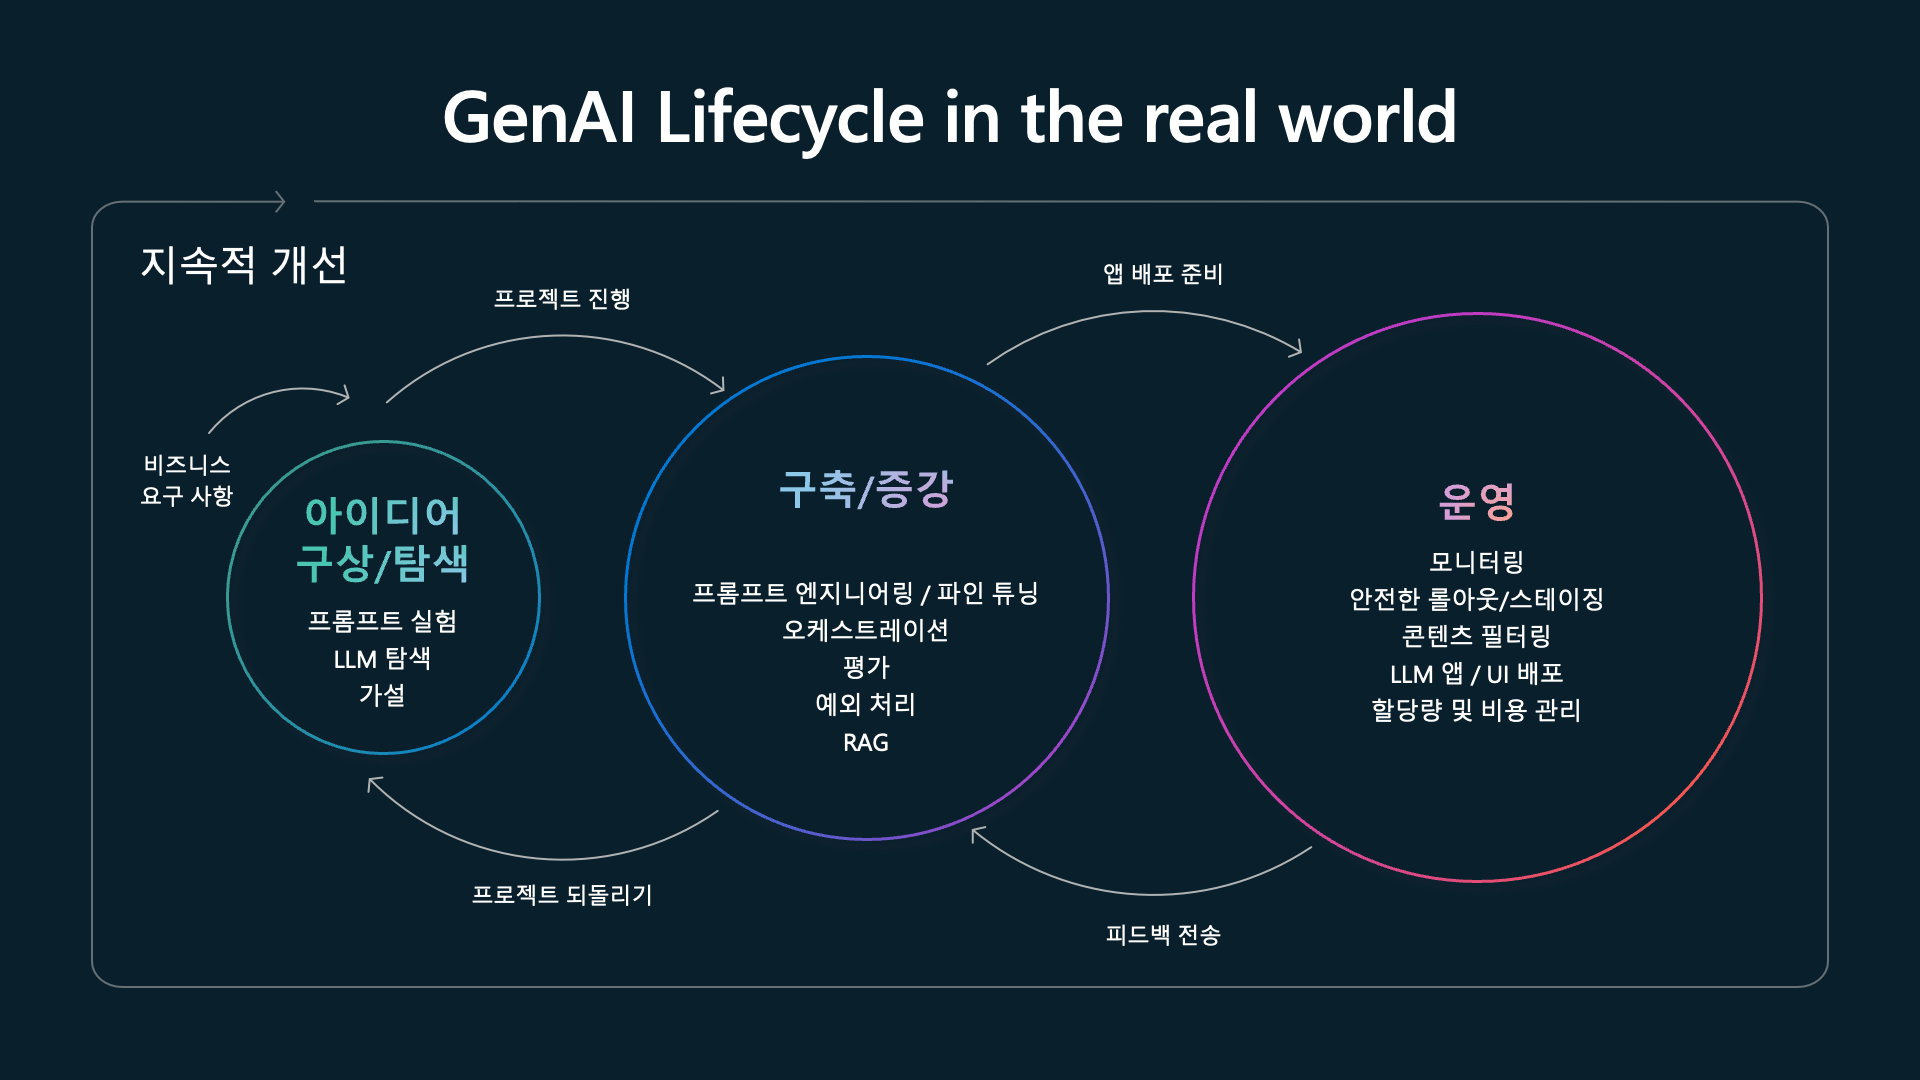 GenAI Lifecycle in the real world
지속적 개선
비즈니스
요구 사항
프로젝트 진행
앱 배포 준비
아이디어
구상/탐색
프롬프트 실험
LLM 탐색
가설
구축/증강
프롬프트 엔지니어링 / 파인 튜닝
오케스트레이션
평가
예외 처리
RAG
운영
모니터링
안전한 롤아웃/스테이징
콘텐츠 필터링
LLM 앱 / UI 배포
할당량 및 비용 관리
프로젝트 되돌리기
피드백 전송